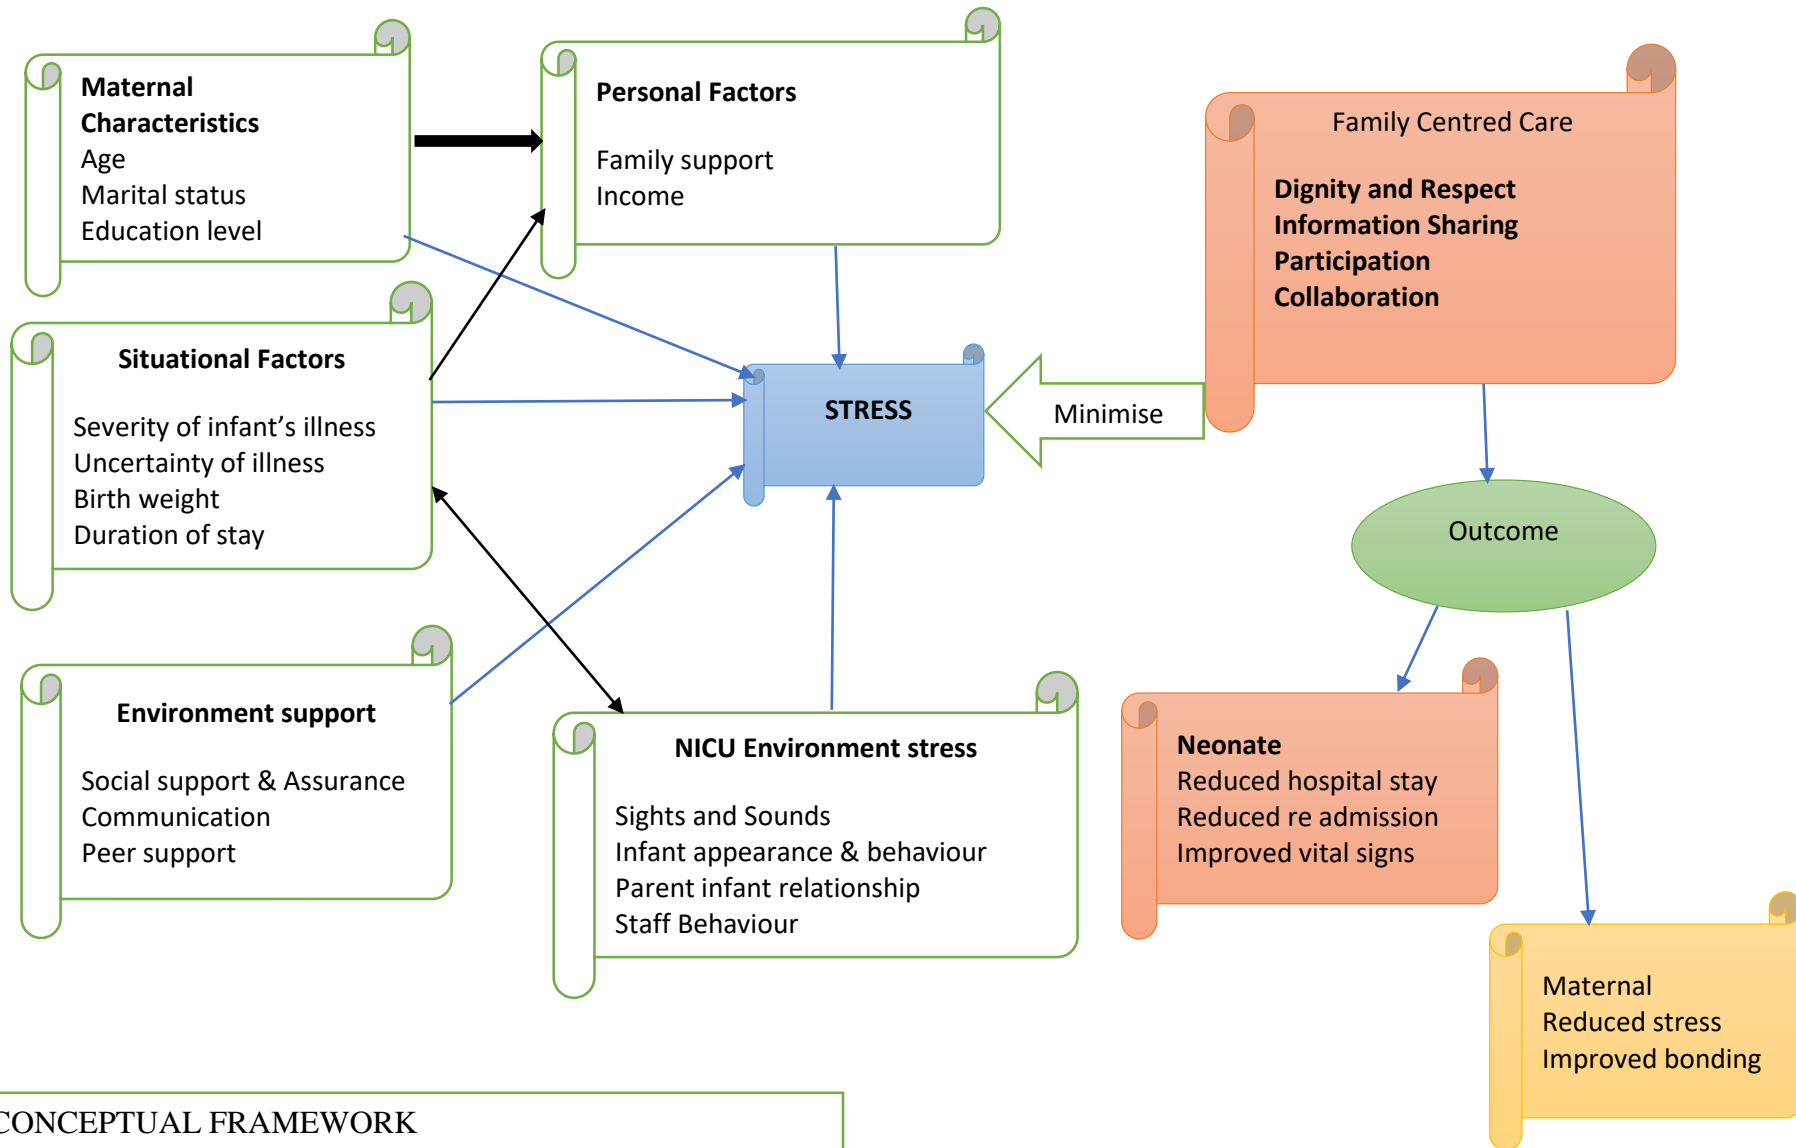 Maternal
Characteristics
Age
Marital status
Education level
Personal Factors
Family support
Income
Family Centred Care
Dignity and Respect
Information Sharing
Participation
Collaboration
Situational Factors
Severity of infant’s illness
Uncertainty of illness
Birth weight
Duration of stay
STRESS
Minimise
Outcome
Environment support
Social support & Assurance
Communication
Peer support
NICU Environment stress
Sights and Sounds
Infant appearance & behaviour
Parent infant relationship
Staff Behaviour
Neonate
Reduced hospital stay
Reduced re admission
Improved vital signs
Maternal
Reduced stress
Improved bonding
CONCEPTUAL FRAMEWORK